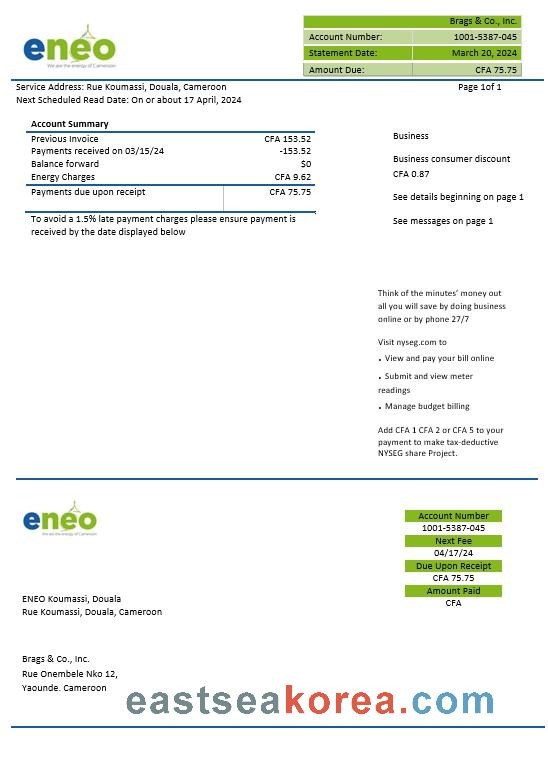 eneo
We are the energy of Cameroon
Brags & Co., Inc.
Account Number: 1001-5387-045
Statement Date: March 20, 2024
Amount Due: CFA 75.75
Service Address: Rue Koumassi, Douala, Cameroon
Page 1of 1
Next Scheduled Read Date: On or about 17 April, 2024
Account Summary
Previous Invoice CFA 153.52
Payments received on 03/15/24 -153.52
Balance forward $0
Energy Charges CFA 9.62
Payments due upon receipt CFA 75.75
To avoid a 1.5% late payment charges please ensure payment is
received by the date displayed below
Business
Business consumer discount
CFA 0.87
See details beginning on page 1
See messages on page 1
Think of the minutes’ money out
all you will save by doing business
online or by phone 27/7
Visit nyseg.com to
. View and pay your bill online
. Submit and view meter
readings
. Manage budget billing
Add CFA 1 CFA 2 or CFA 5 to your
payment to make tax-deductive
NYSEG share Project.
eneo
We are the energy of Cameroon
Account Number
1001-5387-045
Next Fee
04/17/24
Due Upon Receipt
CFA 75.75
Amount Paid
CFA
ENEO Koumassi, Douala
Rue Koumassi, Douala, Cameroon
Brags & Co., Inc.
Rue Onembele Nko 12,
Yaounde. Cameroon
eastseakorea.com